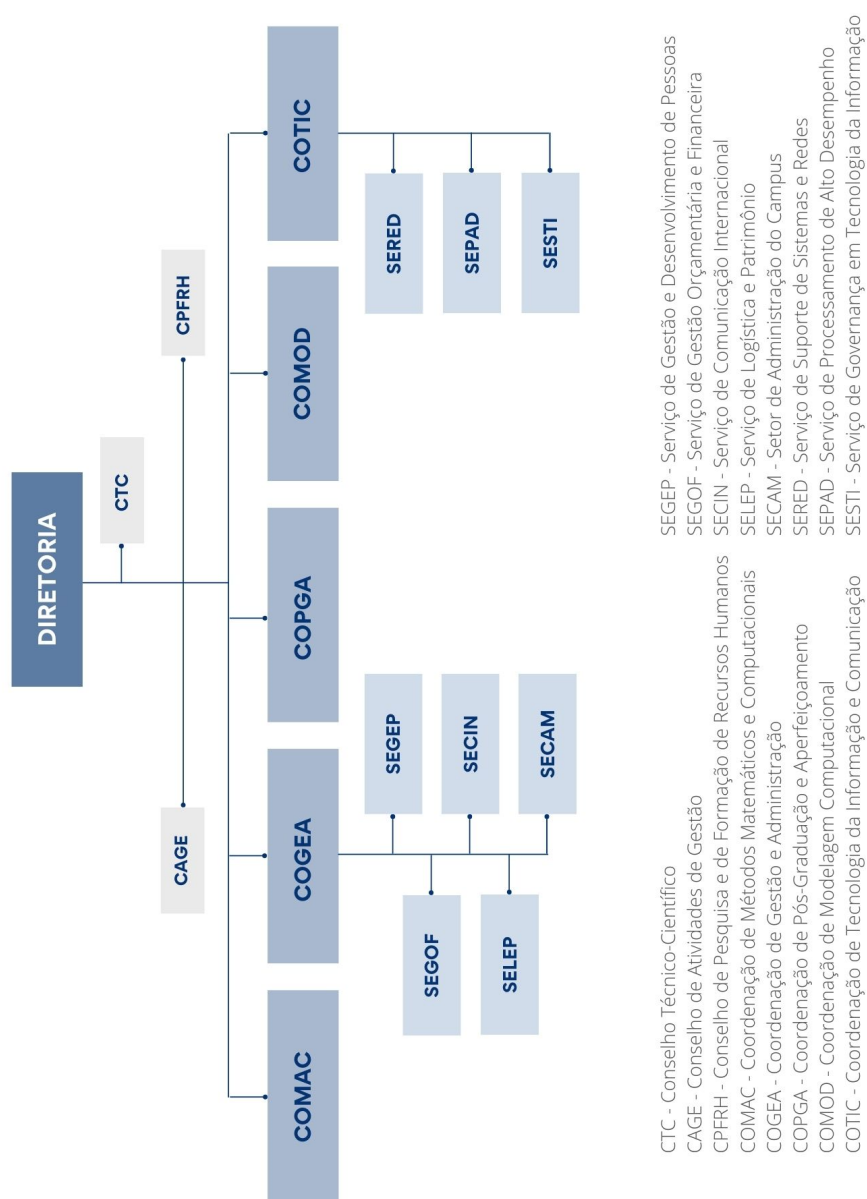 DIRETORIA
CTC
CAGE
CPFRH
COMAC
COGEA
COPGA
COMOD
COTIC
SEGEP
SEGOF
SECIN
SELEP
SECAM
SERED
SEPAD
SESTI
CTC - Conselho Técnico-Científico
CAGE - Conselho de Atividades de Gestão
CPFRH - Conselho de Pesquisa e de Formação de Recursos Humanos
COMAC - Coordenação de Métodos Matemáticos e Computacionais
COGEA - Coordenação de Gestão e Administração
COPGA - Coordenação de Pós-Graduação e Aperfeiçoamento
COMOD - Coordenação de Modelagem Computacional
COTIC - Coordenação de Tecnologia da Informação e Comunicação
SEGEP - Serviço de Gestão e Desenvolvimento de Pessoas
SEGOF - Serviço de Gestão Orçamentária e Financeira
SECIN - Serviço de Comunicação Internacional
SELEP - Serviço de Logística e Patrimônio
SECAM - Setor de Administração do Campus
SERED - Serviço de Suporte de Sistemas e Redes
SEPAD - Serviço de Processamento de Alto Desempenho
SESTI - Serviço de Governança em Tecnologia da Informação